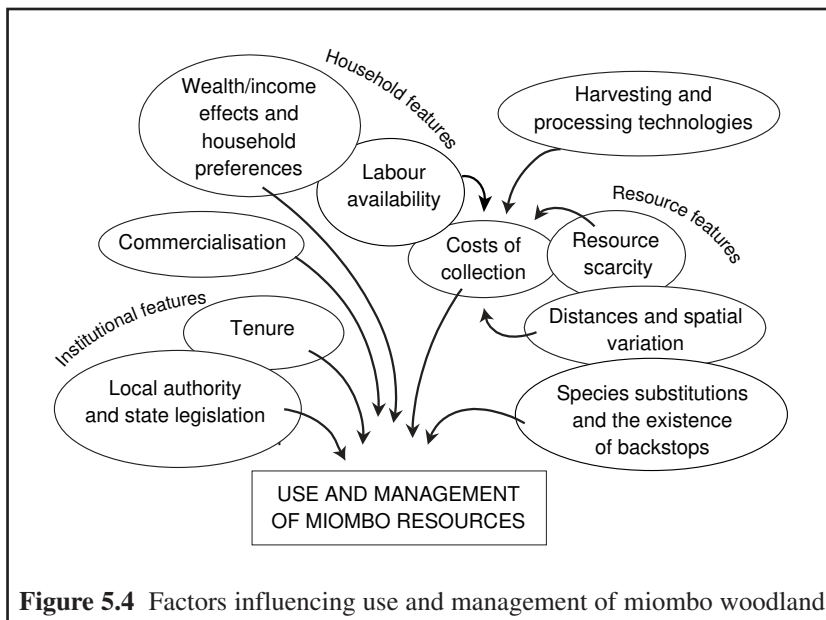 Wealth/income
effects and
household
preferences
Household features
Labour
availability
Harvesting and
processing technologies
Resource features
Commercialisation
Costs of
collection
Resource
scarcity
Institutional features
Tenure
Distances and spatial
variation
Local authority
and state legislation
Species substitutions
and the existence
of backstops
USE AND MANAGEMENT
OF MIOMBO RESOURCES
Figure 5.4 Factors influencing use and management of miombo woodland